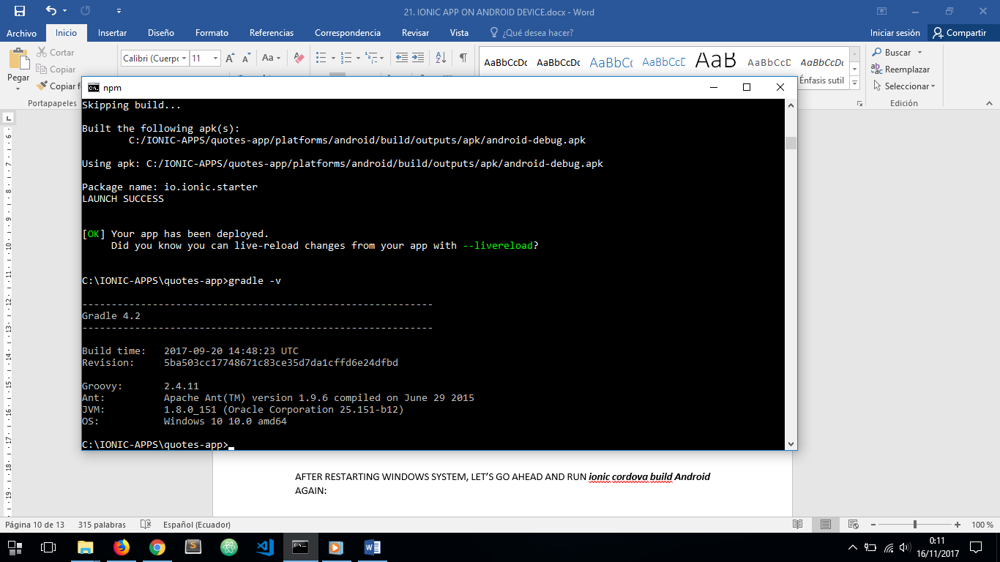 21. IONIC APP ON ANDROID DEVICE.docx - Word
Archivo Inicio Insertar Diseño Formato Referencias Correspondencia Revisar Vista ¿Qué desea hacer? Iniciar sesión Compartir
Pegar
Cortar
Copiar
Copiar f
Portapapeles
Calibri (Cuerpo 11
AaBbCcDc AaBbCcDc AaBbCc AaBbCcD AaB AaBbCcD AaBbCcDc
Énfasis sutil
Buscar
Reemplazar
Seleccionar
Edición
npm
Skipping build...
Built the following apk(s):
C:/IONIC-APPS/quotes-app/platforms/android/build/outputs/apk/android-debug.apk
Using apk: C:/IONIC-APPS/quotes-app/platforms/android/build/outputs/apk/android-debug.apk
Package name: io.ionic.starter
LAUNCH SUCCESS
[OK] Your app has been deployed.
Did you know you can live-reload changes from your app with --livereload?
C:\IONIC-APPS\quotes-app>gradle -v
------------------------------------------------------------
Gradle 4.2
------------------------------------------------------------
Build time: 2017-09-20 14:48:23 UTC
Revision: 5ba503cc17748671c83ce35d7da1cffd6e24dfbd
Groovy: 2.4.11
Ant: Apache Ant(TM) version 1.9.6 compiled on June 29 2015
JVM: 1.8.0_151 (Oracle Corporation 25.151-b12)
OS: Windows 10 10.0 amd64
C:\IONIC-APPS\quotes-app>
AFTER RESTARTING WINDOWS SYSTEM, LET'S GO AHEAD AND RUN ionic cordova build Android
AGAIN:
Página 10 de 13 315 palabras Español (Ecuador) 100 %
0:11
16/11/2017